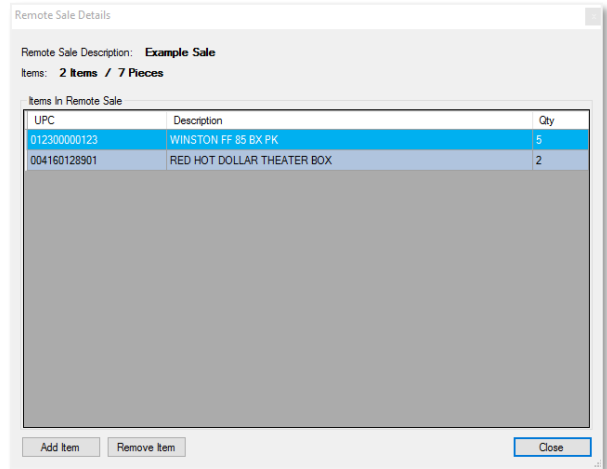 Remote Sale Details
Remote Sale Description: Example Sale
Items: 2 Items / 7 Pieces
Items In Remote Sale
UPC Description Qty
012300000123 WINSTON FF 85 BX PK 5
004160128901 RED HOT DOLLAR THEATER BOX 2
Add Item Remove Item Close